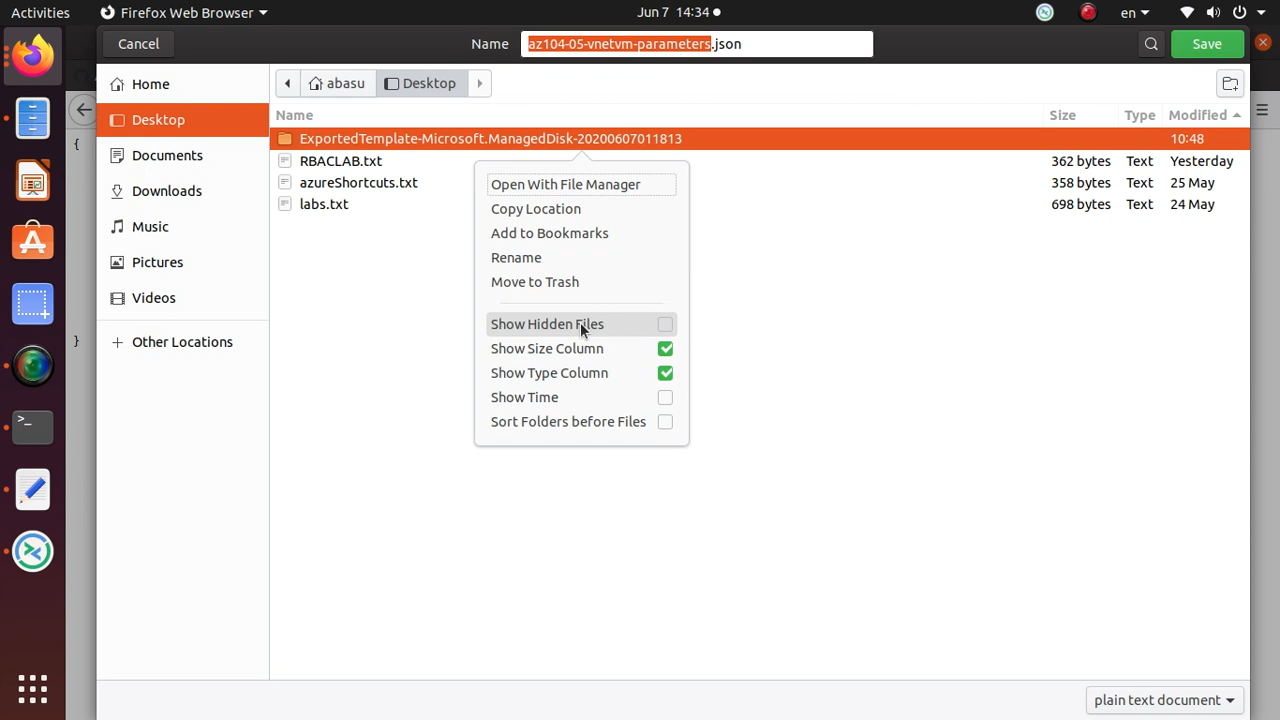 Activities Firefox Web Browser Jun 7 14:34 en
Cancel Name az104-05-vnetvm-parameters.json Save
Home abasu Desktop
Name Size Type Modified
Desktop ExportedTemplate-Microsoft.ManagedDisk-20200607011813 10:48
Documents RBACLAB.txt 362 bytes Text Yesterday
Downloads azureShortcuts.txt 358 bytes Text 25 May
labs.txt 698 bytes Text 24 May
Music
Pictures
Videos
Other Locations
Open With File Manager
Copy Location
Add to Bookmarks
Rename
Move to Trash
Show Hidden Files
Show Size Column
Show Type Column
Show Time
Sort Folders before Files
{
}
>_
plain text document